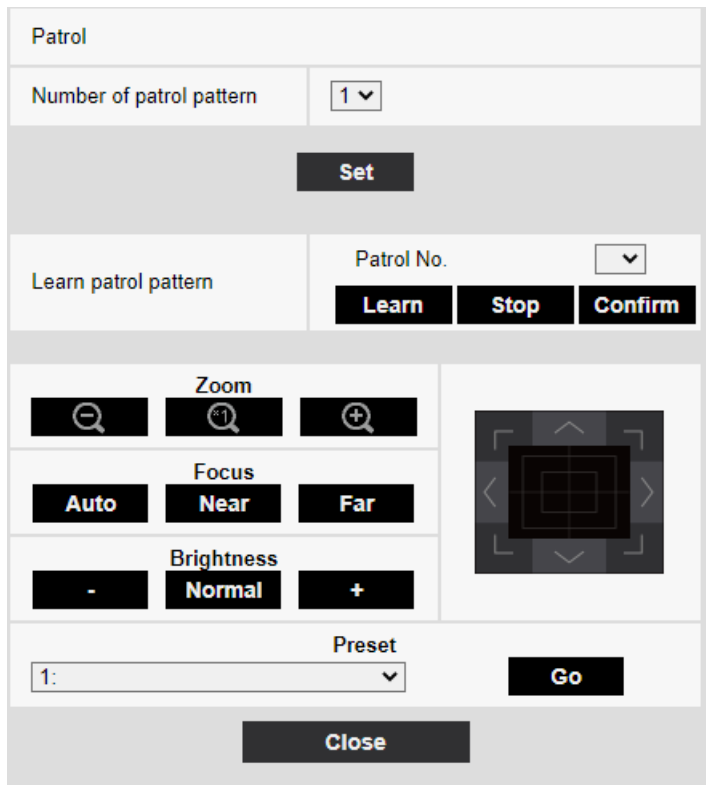 Patrol
Number of patrol pattern 1
Set
Learn patrol pattern
Patrol No.
Learn Stop Confirm
Zoom
×1
Focus
Auto Near Far
Brightness
- Normal +
Preset
1: Go
Close